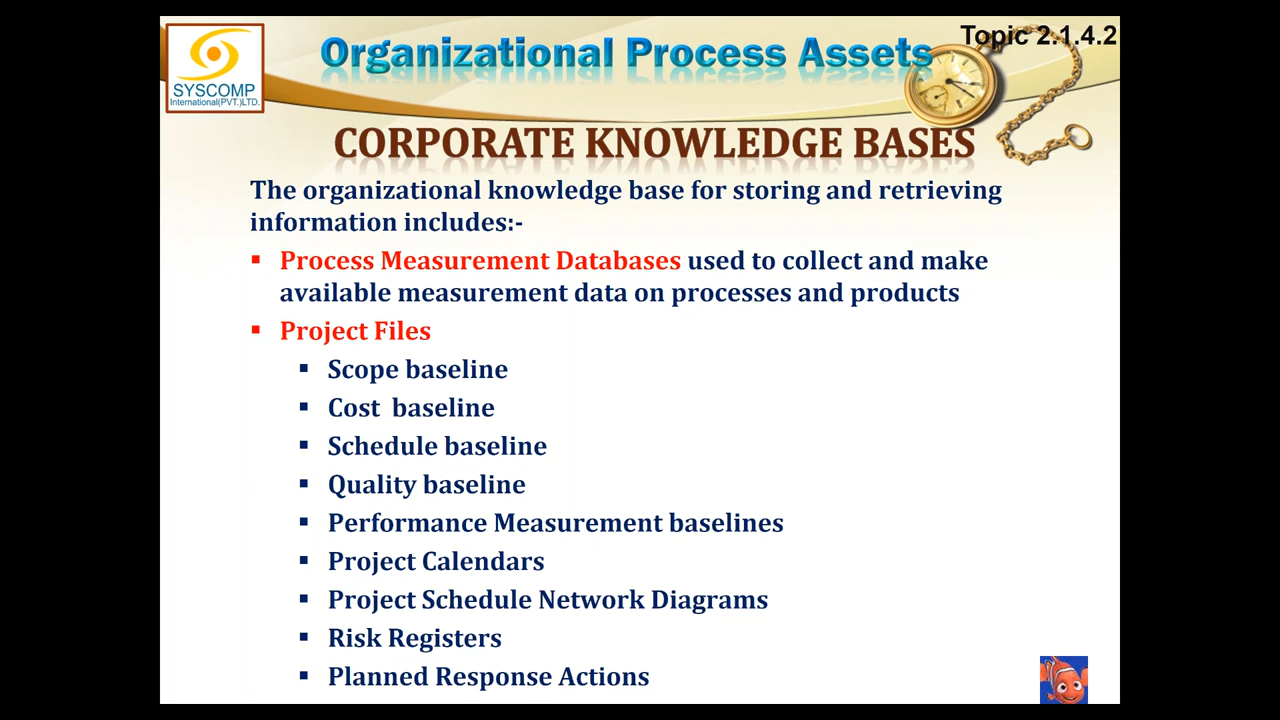 Topic 2.1.4.2
Organizational Process Assets
SYSCOMP
International(PVT.)LTD.
CORPORATE KNOWLEDGE BASES
The organizational knowledge base for storing and retrieving
information includes:-
▪ Process Measurement Databases used to collect and make
available measurement data on processes and products
▪ Project Files
▪ Scope baseline
▪ Cost  baseline
▪ Schedule baseline
▪ Quality baseline
▪ Performance Measurement baselines
▪ Project Calendars
▪ Project Schedule Network Diagrams
▪ Risk Registers
▪ Planned Response Actions